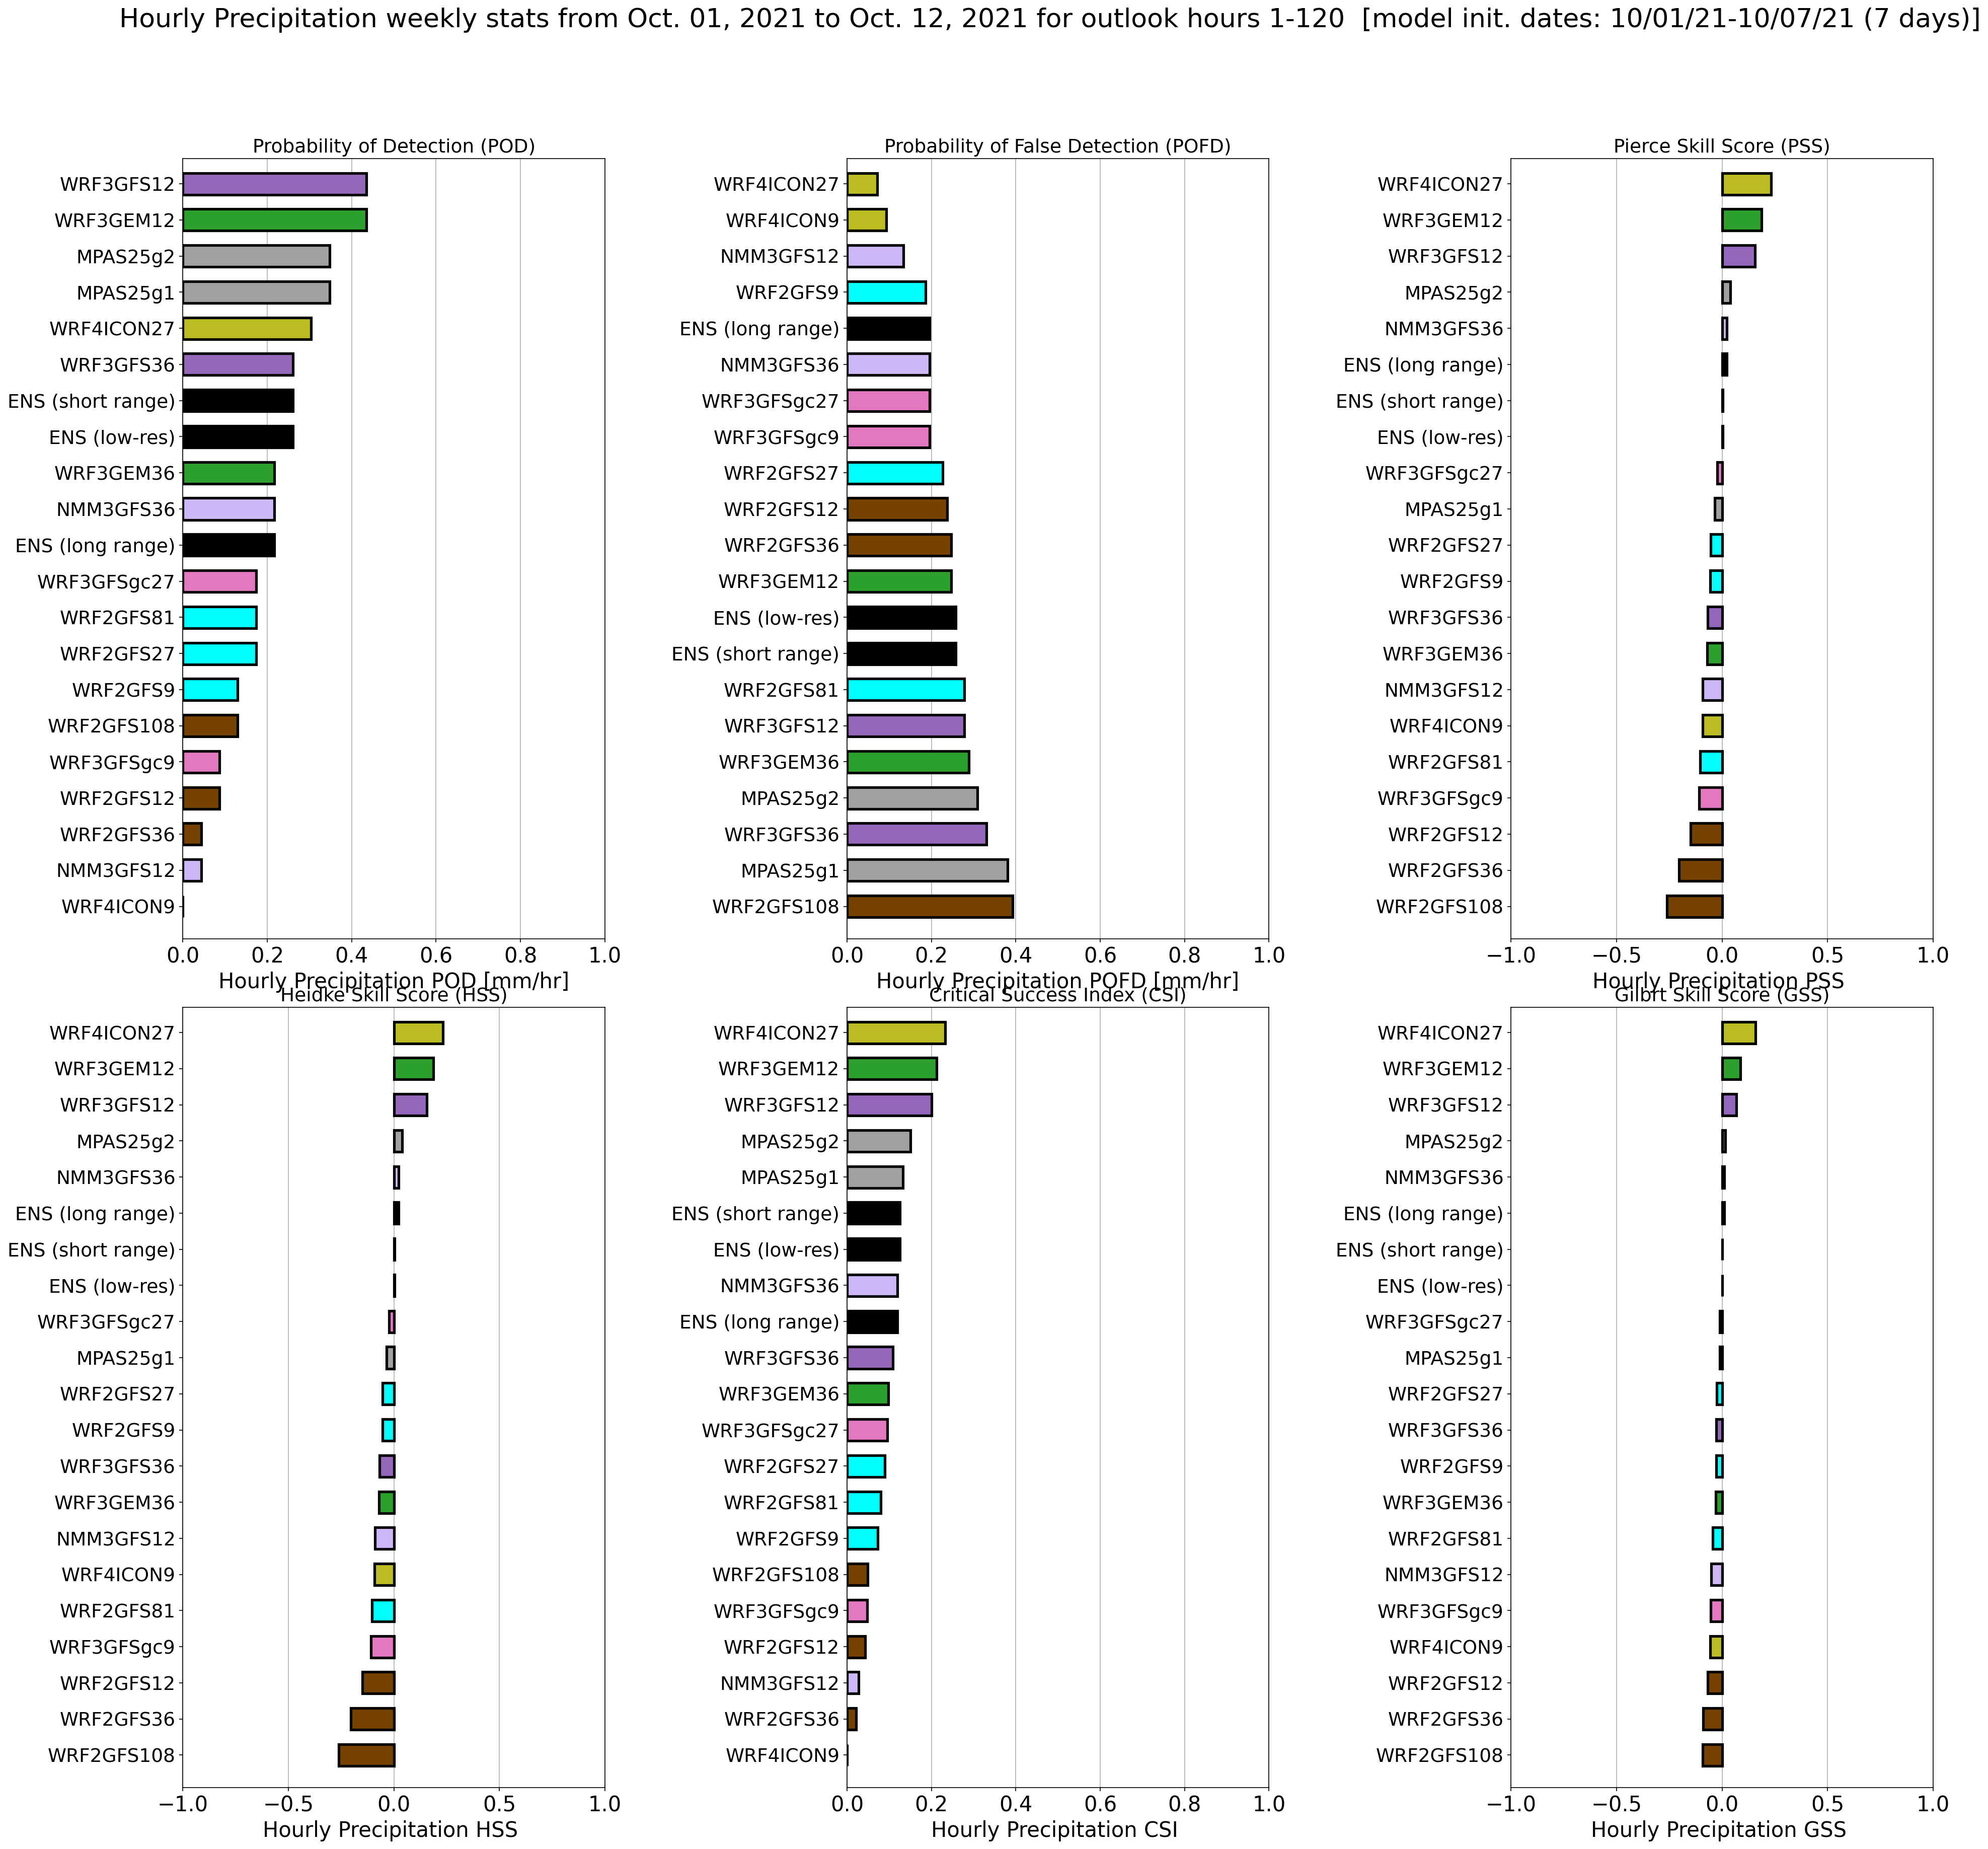 Hourly Precipitation weekly stats from Oct. 01, 2021 to Oct. 12, 2021 for outlook hours 1-120  [model init. dates: 10/01/21-10/07/21 (7 days)]
Probability of Detection (POD)
WRF3GFS12
WRF3GEM12
MPAS25g2
MPAS25g1
WRF4ICON27
WRF3GFS36
ENS (short range)
ENS (low-res)
WRF3GEM36
NMM3GFS36
ENS (long range)
WRF3GFSgc27
WRF2GFS81
WRF2GFS27
WRF2GFS9
WRF2GFS108
WRF3GFSgc9
WRF2GFS12
WRF2GFS36
NMM3GFS12
WRF4ICON9
0.0 0.2 0.4 0.6 0.8 1.0
Hourly Precipitation POD [mm/hr]
Probability of False Detection (POFD)
WRF4ICON27
WRF4ICON9
NMM3GFS12
WRF2GFS9
ENS (long range)
NMM3GFS36
WRF3GFSgc27
WRF3GFSgc9
WRF2GFS27
WRF2GFS12
WRF2GFS36
WRF3GEM12
ENS (low-res)
ENS (short range)
WRF2GFS81
WRF3GFS12
WRF3GEM36
MPAS25g2
WRF3GFS36
MPAS25g1
WRF2GFS108
0.0 0.2 0.4 0.6 0.8 1.0
Hourly Precipitation POFD [mm/hr]
Pierce Skill Score (PSS)
WRF4ICON27
WRF3GEM12
WRF3GFS12
MPAS25g2
NMM3GFS36
ENS (long range)
ENS (short range)
ENS (low-res)
WRF3GFSgc27
MPAS25g1
WRF2GFS27
WRF2GFS9
WRF3GFS36
WRF3GEM36
NMM3GFS12
WRF4ICON9
WRF2GFS81
WRF3GFSgc9
WRF2GFS12
WRF2GFS36
WRF2GFS108
−1.0 −0.5 0.0 0.5 1.0
Hourly Precipitation PSS
Heidke Skill Score (HSS)
WRF4ICON27
WRF3GEM12
WRF3GFS12
MPAS25g2
NMM3GFS36
ENS (long range)
ENS (short range)
ENS (low-res)
WRF3GFSgc27
MPAS25g1
WRF2GFS27
WRF2GFS9
WRF3GFS36
WRF3GEM36
NMM3GFS12
WRF4ICON9
WRF2GFS81
WRF3GFSgc9
WRF2GFS12
WRF2GFS36
WRF2GFS108
−1.0 −0.5 0.0 0.5 1.0
Hourly Precipitation HSS
Critical Success Index (CSI)
WRF4ICON27
WRF3GEM12
WRF3GFS12
MPAS25g2
MPAS25g1
ENS (short range)
ENS (low-res)
NMM3GFS36
ENS (long range)
WRF3GFS36
WRF3GEM36
WRF3GFSgc27
WRF2GFS27
WRF2GFS81
WRF2GFS9
WRF2GFS108
WRF3GFSgc9
WRF2GFS12
NMM3GFS12
WRF2GFS36
WRF4ICON9
0.0 0.2 0.4 0.6 0.8 1.0
Hourly Precipitation CSI
Gilbrt Skill Score (GSS)
WRF4ICON27
WRF3GEM12
WRF3GFS12
MPAS25g2
NMM3GFS36
ENS (long range)
ENS (short range)
ENS (low-res)
WRF3GFSgc27
MPAS25g1
WRF2GFS27
WRF3GFS36
WRF2GFS9
WRF3GEM36
WRF2GFS81
NMM3GFS12
WRF3GFSgc9
WRF4ICON9
WRF2GFS12
WRF2GFS36
WRF2GFS108
−1.0 −0.5 0.0 0.5 1.0
Hourly Precipitation GSS